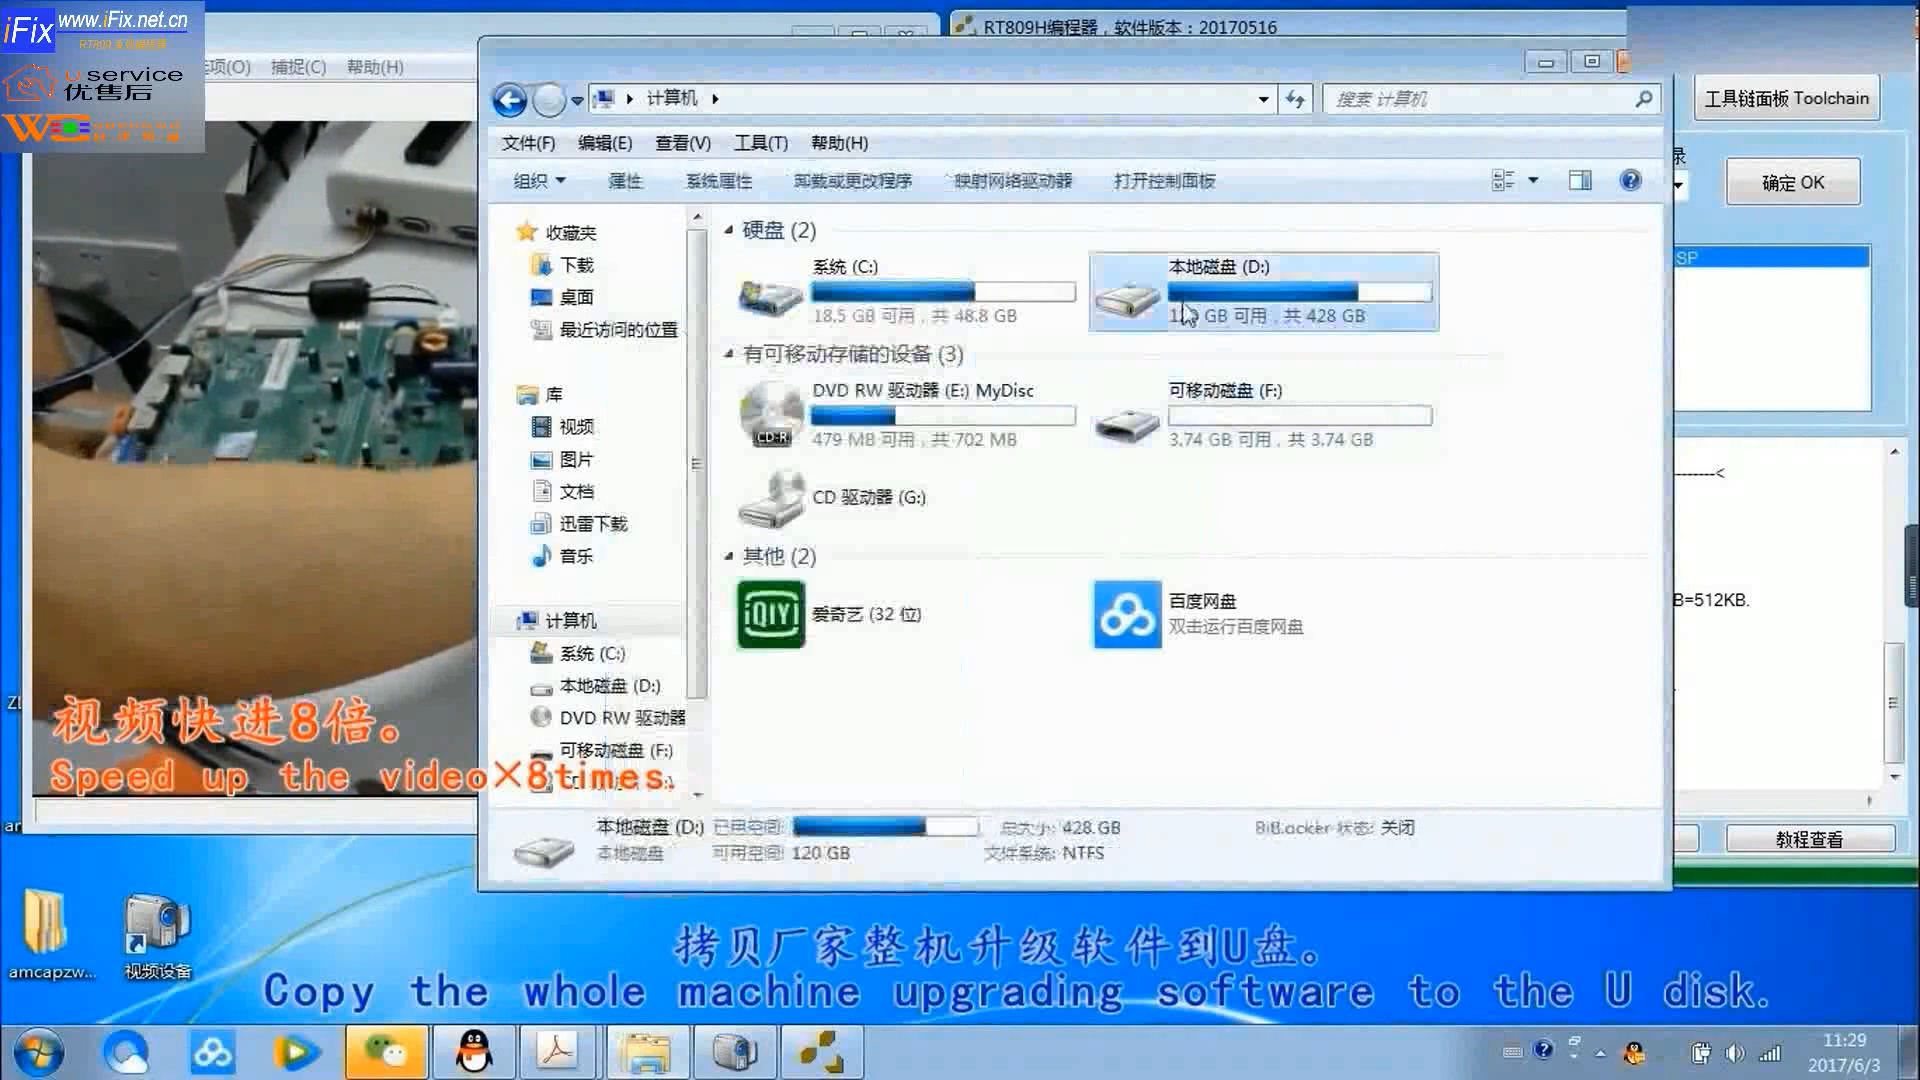 iFix www.iFix.net.cn
RT809 系列编程器
u service
优售后
项(O) 捕捉(C) 帮助(H)
RT809H编程器，软件版本：20170516
计算机
搜索 计算机
工具链面板 Toolchain
文件(F) 编辑(E) 查看(V) 工具(T) 帮助(H)
组织 属性 系统属性 卸载或更改程序 映射网络驱动器 打开控制面板
录
确定 OK
SP
收藏夹
下载
桌面
最近访问的位置
库
视频
图片
文档
迅雷下载
音乐
计算机
系统 (C:)
本地磁盘 (D:)
DVD RW 驱动器
可移动磁盘 (F:)
硬盘 (2)
系统 (C:)
18.5 GB 可用，共 48.8 GB
本地磁盘 (D:)
GB 可用，共 428 GB
有可移动存储的设备 (3)
DVD RW 驱动器 (E:) MyDisc
CD-R
479 MB 可用，共 702 MB
可移动磁盘 (F:)
3.74 GB 可用，共 3.74 GB
CD 驱动器 (G:)
其他 (2)
iQIYI
爱奇艺 (32 位)
百度网盘
双击运行百度网盘
-------<
B=512KB.
视频快进8倍。
Speed up the video×8times.
本地磁盘 (D:) 已用空间: 总大小: 428 GB BitLocker 状态: 关闭
本地磁盘 可用空间: 120 GB 文件系统: NTFS
教程查看
amcapzw...
视频设备
拷贝厂家整机升级软件到U盘。
Copy the whole machine upgrading software to the U disk.
11:29
2017/6/3